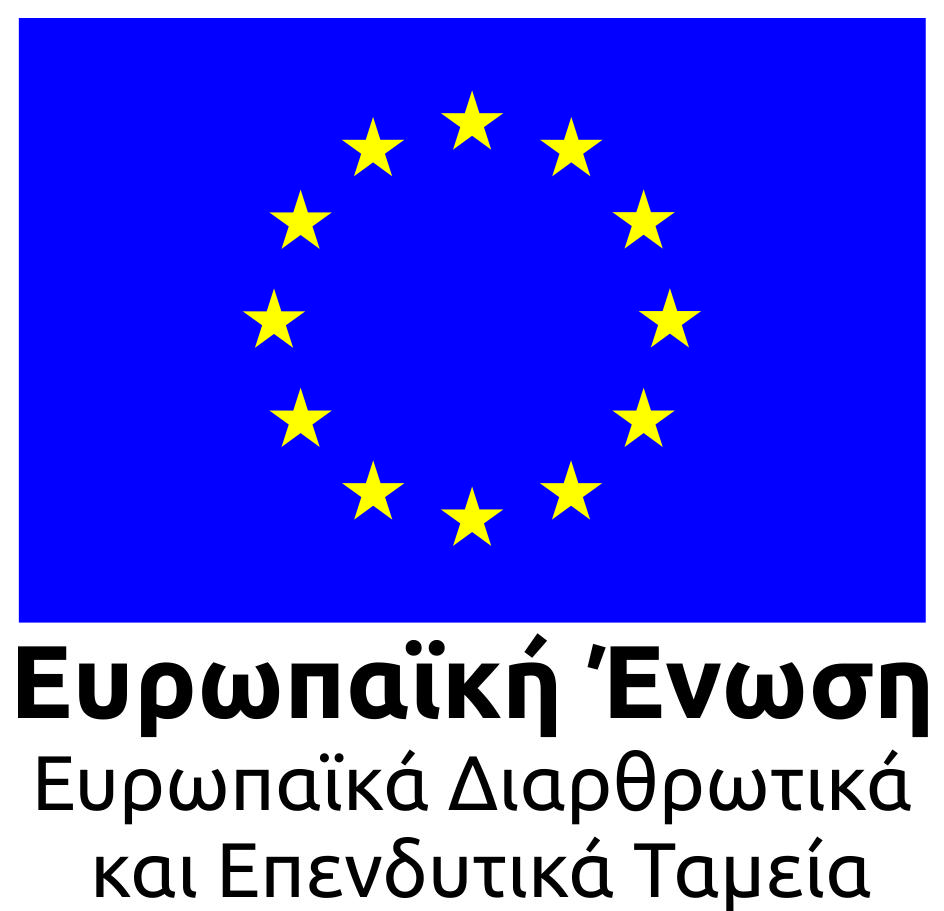 Ευρωπαϊκή Ένωση
Ευρωπαϊκά Διαρθρωτικά
και Επενδυτικά Ταμεία